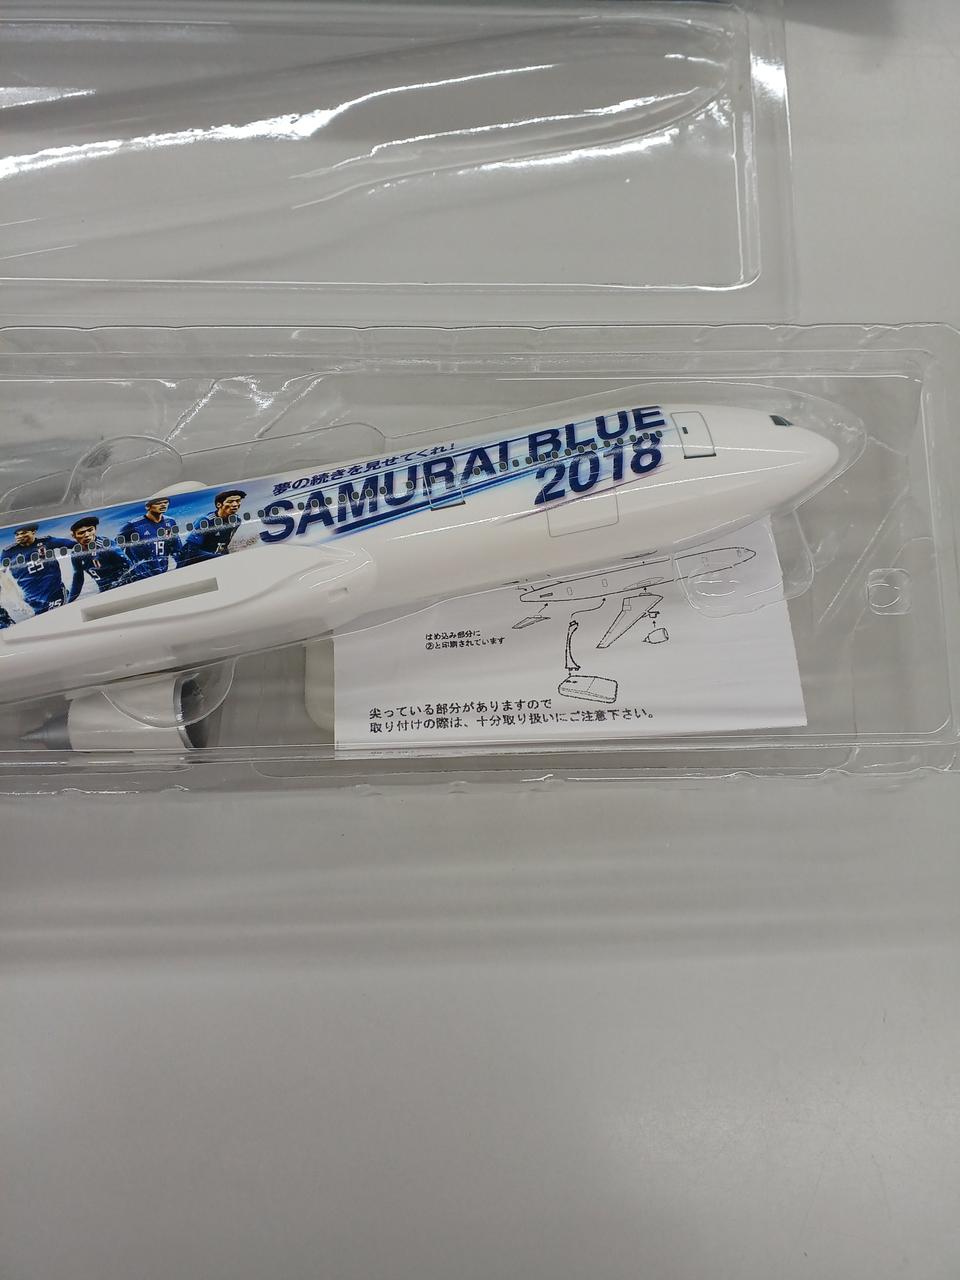 夢の続きを見せてくれ!
SAMURAI BLUE
2018
23
19
はめ込み部分に
②と印刷されています
尖っている部分がありますので
取り付けの際は、十分取り扱いにご注意下さい。